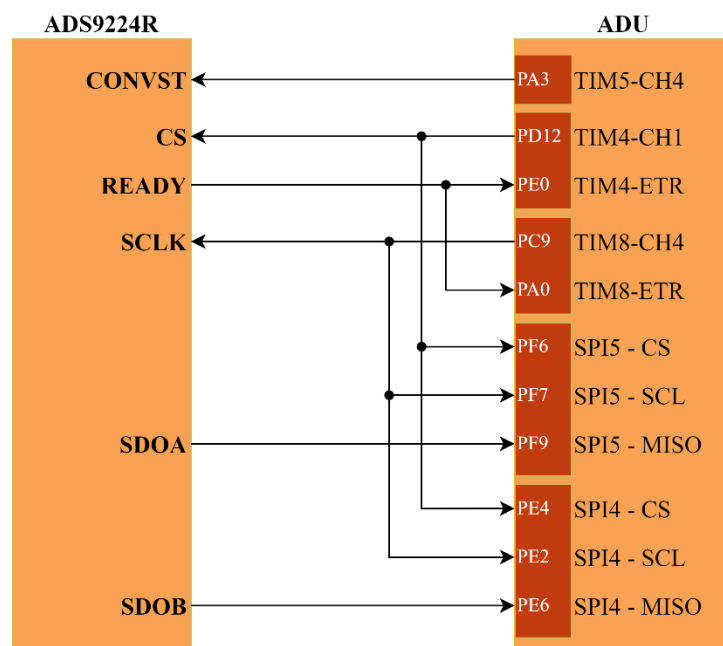 ADS9224R ADU
CONVST PA3 TIM5-CH4
CS PD12 TIM4-CH1
READY PE0 TIM4-ETR
SCLK PC9 TIM8-CH4
PA0 TIM8-ETR
PF6 SPI5 - CS
PF7 SPI5 - SCL
SDOA PF9 SPI5 - MISO
PE4 SPI4 - CS
PE2 SPI4 - SCL
SDOB PE6 SPI4 - MISO